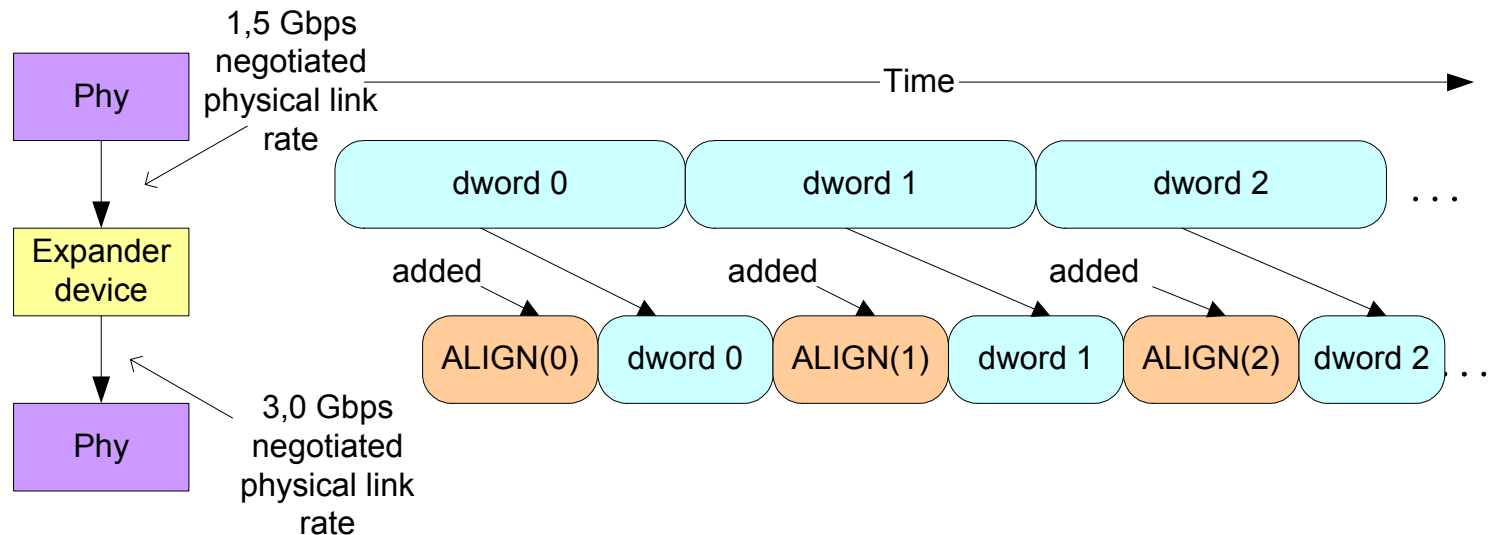 Phy
1,5 Gbps
negotiated
physical link
rate
Time
dword 0
dword 1
dword 2
. . .
Expander
device
added
added
added
ALIGN(0)
dword 0
ALIGN(1)
dword 1
ALIGN(2)
dword 2
. . .
Phy
3,0 Gbps
negotiated
physical link
rate